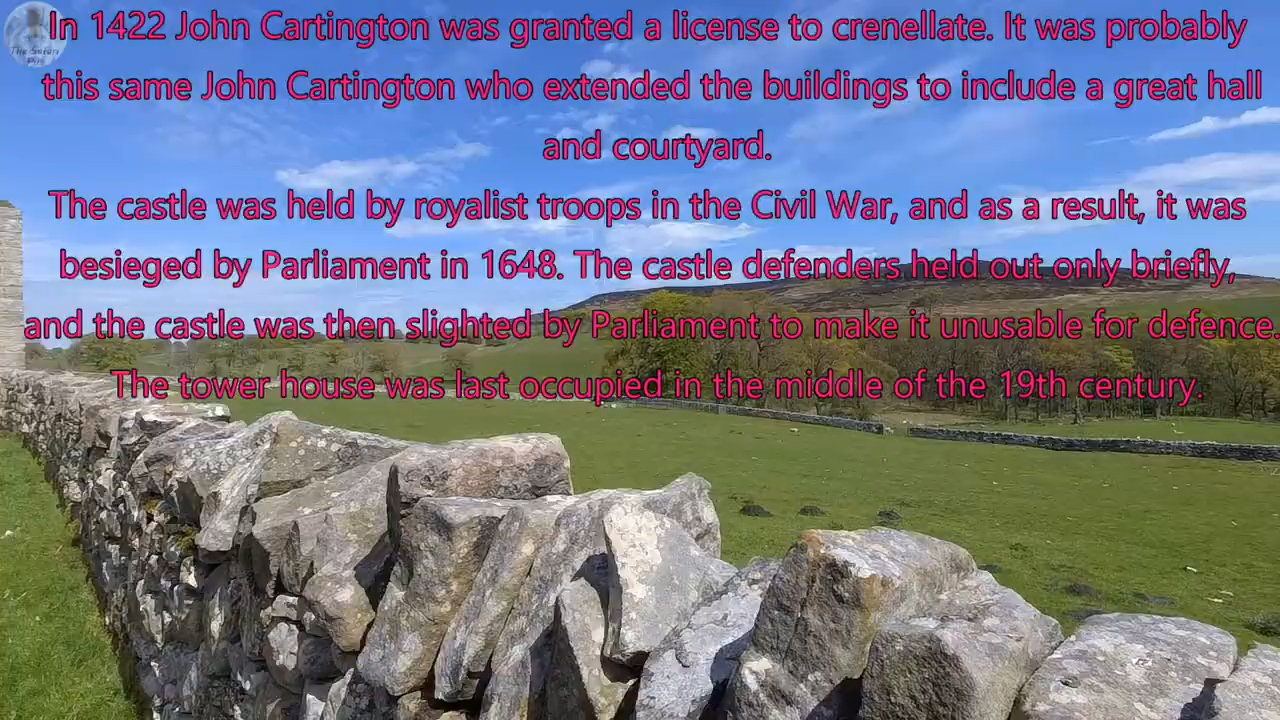 In 1422 John Cartington was granted a license to crenellate. It was probably
this same John Cartington who extended the buildings to include a great hall
and courtyard.
The castle was held by royalist troops in the Civil War, and as a result, it was
besieged by Parliament in 1648. The castle defenders held out only briefly,
and the castle was then slighted by Parliament to make it unusable for defence.
The tower house was last occupied in the middle of the 19th century.
The Safari